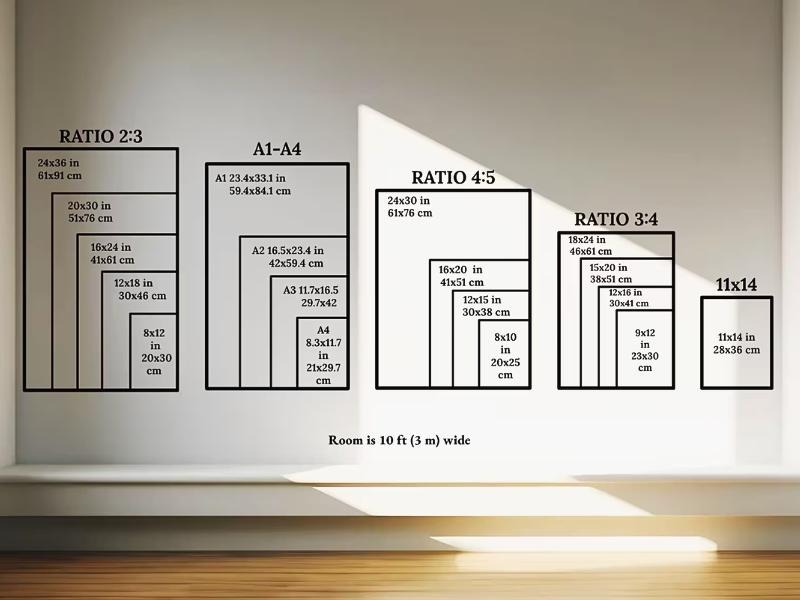 RATIO 2:3
24x36 in
61x91 cm
20x30 in
51x76 cm
16x24 in
41x61 cm
12x18 in
30x46 cm
8x12
in
20x30
cm
A1-A4
A1 23.4x33.1 in
59.4x84.1 cm
A2 16.5x23.4 in
42x59.4 cm
A3 11.7x16.5
29.7x42
A4
8.3x11.7
in
21x29.7
cm
RATIO 4:5
24x30 in
61x76 cm
16x20 in
41x51 cm
12x15 in
30x38 cm
8x10
in
20x25
cm
RATIO 3:4
18x24 in
46x61 cm
15x20 in
38x51 cm
12x16 in
30x41 cm
9x12
in
23x30
cm
11x14
11x14 in
28x36 cm
Room is 10 ft (3 m) wide